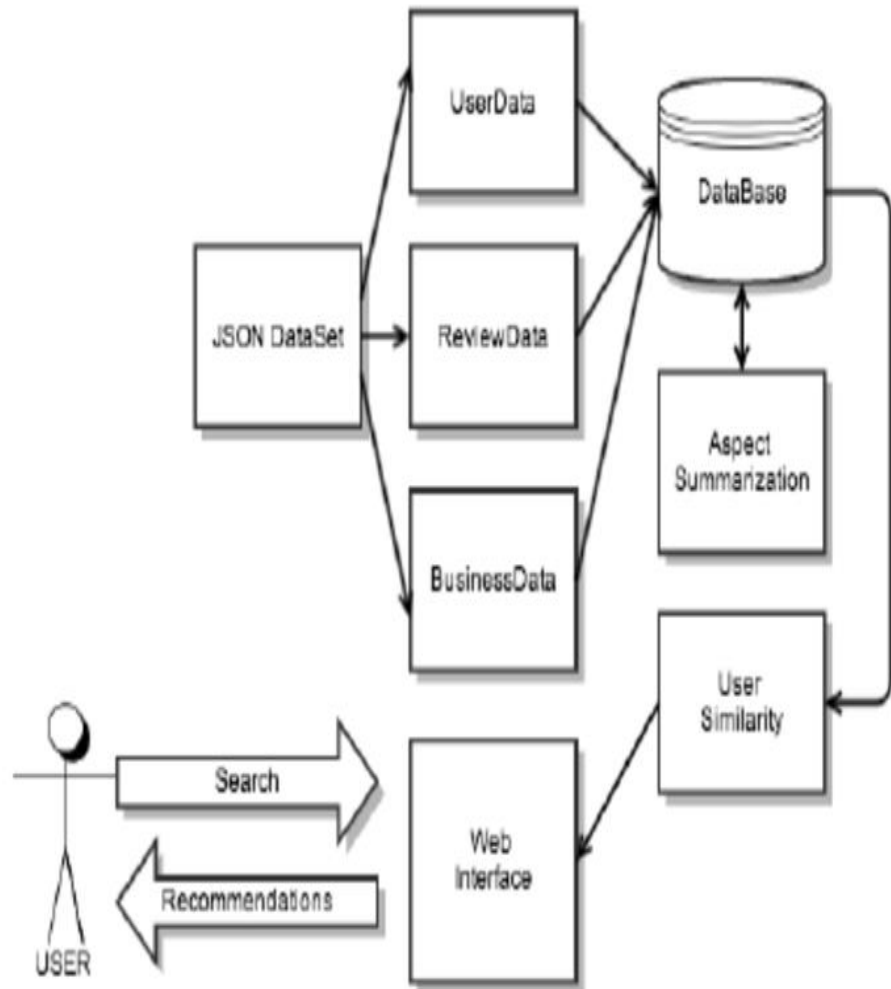 UserData
DataBase
JSON DataSet
ReviewData
Aspect
Summarization
BusinessData
User
Similarity
Search
Web
Interface
Recommendations
USER